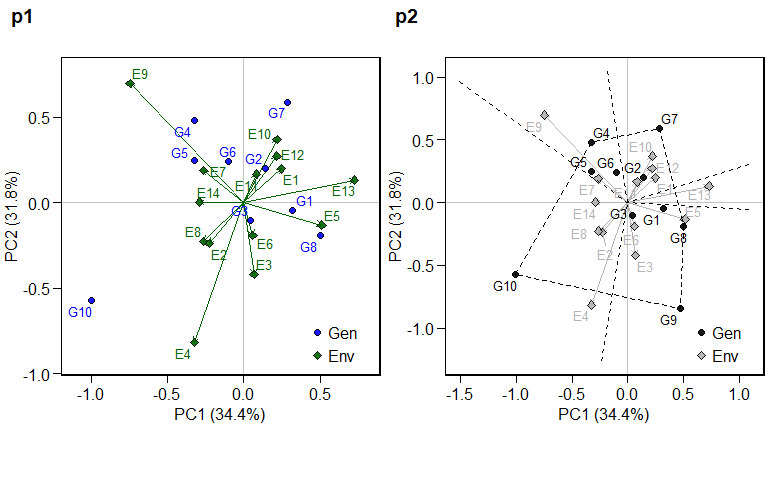 p1
p2
E9
G7
G4
E10
G5
G6
G2
E12
E7
E11
E1
E13
E14
G3
G1
E5
E8
E2
E6
G8
E3
G10
E4
Gen
Env
0.5
0.0
-0.5
-1.0
-1.0
-0.5
0.0
0.5
PC1 (34.4%)
PC2 (31.8%)
E9
G4
G7
E10
G5
G6
G2
E12
E7
E1
E13
E14
G3
G1
E5
E8
E2
E6
G8
E3
G10
E4
G9
Gen
Env
1.0
0.5
0.0
-0.5
-1.0
-1.5
-1.0
-0.5
0.0
0.5
1.0
PC1 (34.4%)
PC2 (31.8%)